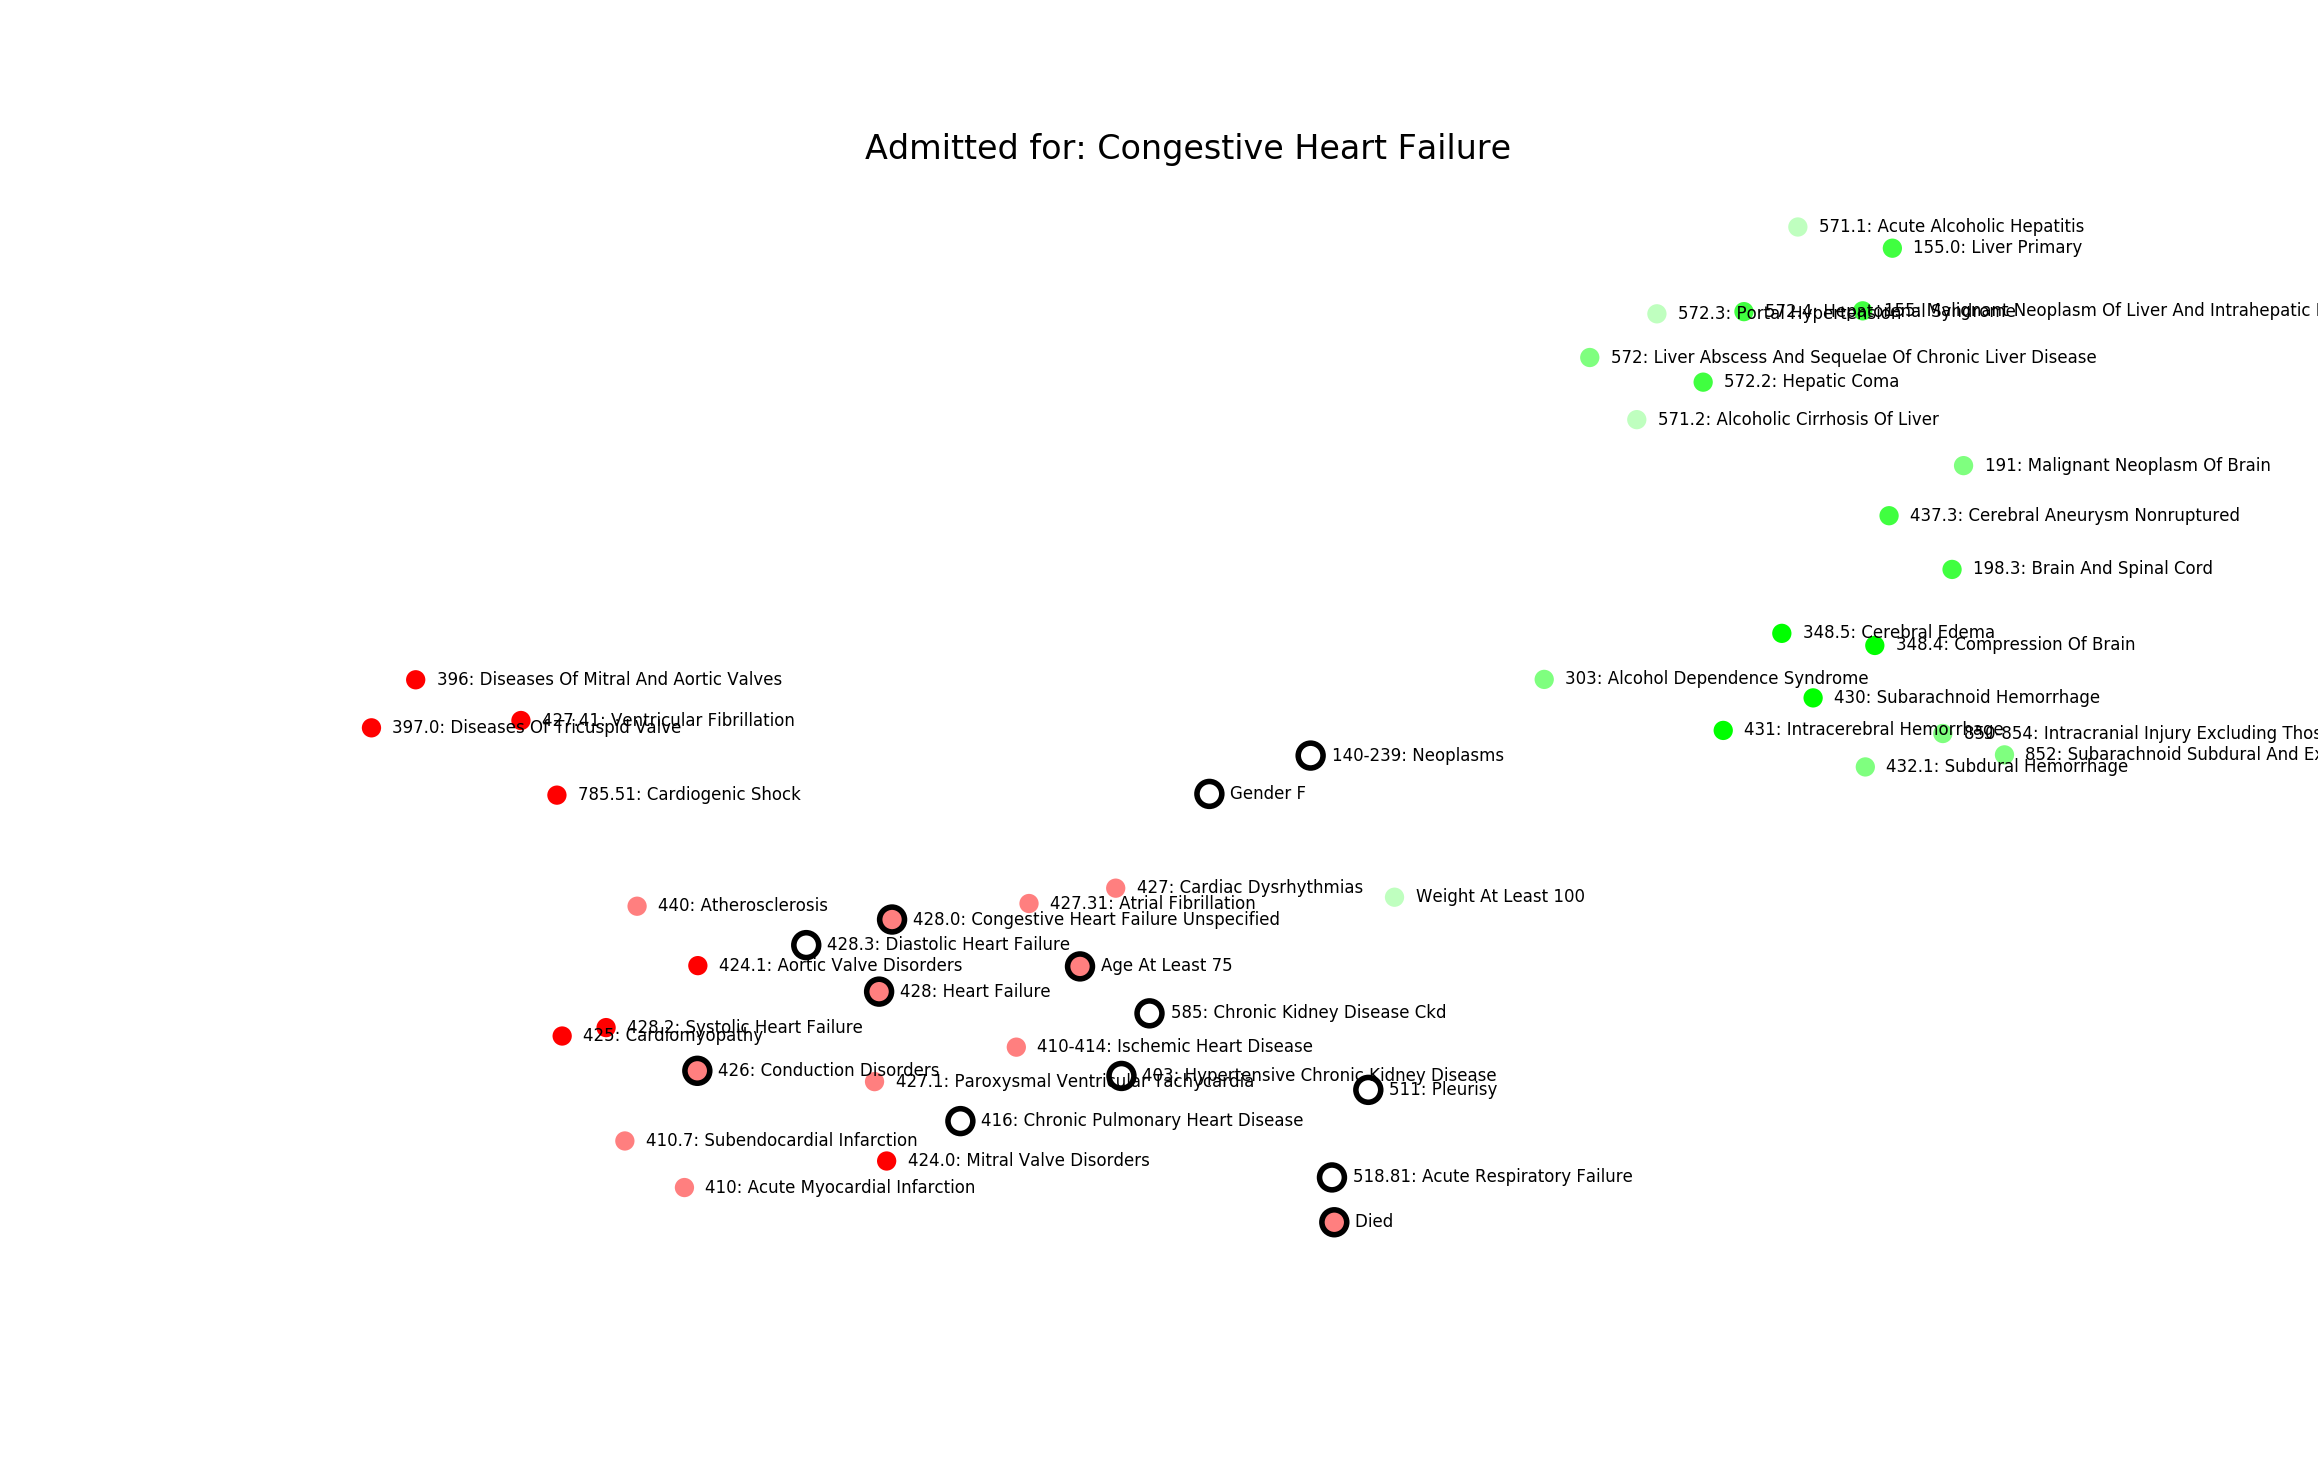 Admitted for: Congestive Heart Failure
571.1: Acute Alcoholic Hepatitis
155.0: Liver Primary
572.3: Portal Hypertension
572.4: Hepatorenal Syndrome
155: Malignant Neoplasm Of Liver And Intrahepatic
572: Liver Abscess And Sequelae Of Chronic Liver Disease
572.2: Hepatic Coma
571.2: Alcoholic Cirrhosis Of Liver
191: Malignant Neoplasm Of Brain
437.3: Cerebral Aneurysm Nonruptured
198.3: Brain And Spinal Cord
348.5: Cerebral Edema
348.4: Compression Of Brain
396: Diseases Of Mitral And Aortic Valves
303: Alcohol Dependence Syndrome
430: Subarachnoid Hemorrhage
427.41: Ventricular Fibrillation
397.0: Diseases Of Tricuspid Valve
431: Intracerebral Hemorrhage
850-854: Intracranial Injury Excluding Thos
140-239: Neoplasms
852: Subarachnoid Subdural And Ex
432.1: Subdural Hemorrhage
785.51: Cardiogenic Shock
Gender F
427: Cardiac Dysrhythmias
Weight At Least 100
440: Atherosclerosis
427.31: Atrial Fibrillation
428.0: Congestive Heart Failure Unspecified
428.3: Diastolic Heart Failure
424.1: Aortic Valve Disorders
Age At Least 75
428: Heart Failure
585: Chronic Kidney Disease Ckd
428.2: Systolic Heart Failure
425: Cardiomyopathy
410-414: Ischemic Heart Disease
426: Conduction Disorders
427.1: Paroxysmal Ventricular Tachycardia
403: Hypertensive Chronic Kidney Disease
511: Pleurisy
416: Chronic Pulmonary Heart Disease
410.7: Subendocardial Infarction
424.0: Mitral Valve Disorders
518.81: Acute Respiratory Failure
410: Acute Myocardial Infarction
Died